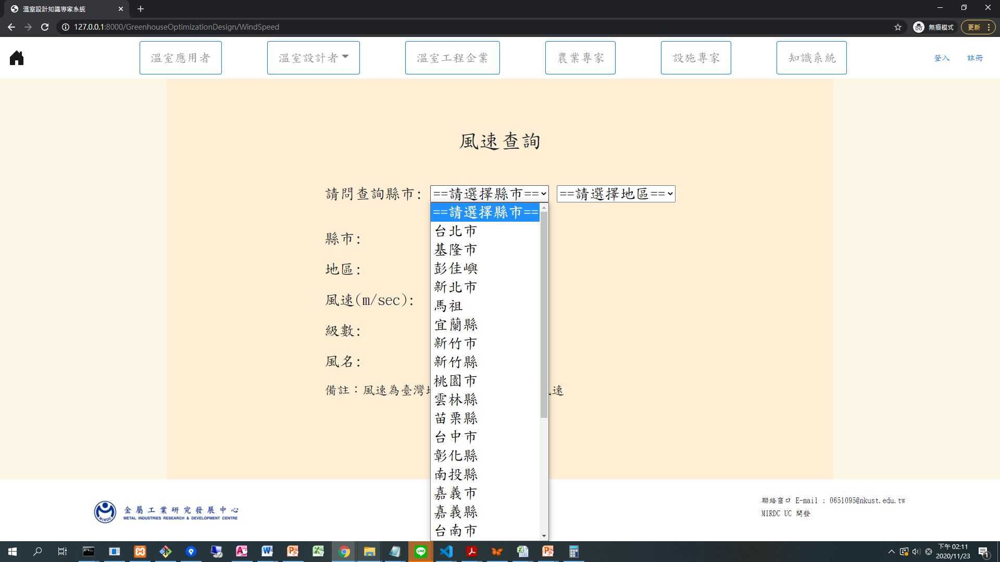 溫室設計知識專家系統
127.0.0.1:8000/GreenhouseOptimizationDesign/WindSpeed
無痕模式
更新
溫室應用者
溫室設計者
溫室工程企業
農業專家
設施專家
知識系統
登入
註冊
風速查詢
請問查詢縣市:
==請選擇縣市==
==請選擇地區==
==請選擇縣市==
台北市
基隆市
彭佳嶼
新北市
馬祖
宜蘭縣
新竹市
新竹縣
桃園市
雲林縣
苗栗縣
台中市
彰化縣
南投縣
嘉義市
嘉義縣
台南市
縣市:
地區:
風速(m/sec):
級數:
風名:
備註：風速為臺灣
速
MIRDC
金屬工業研究發展中心
METAL INDUSTRIES RESEARCH & DEVELOPMENT CENTRE
聯絡窗口 E-mail : 0651095@nkust.edu.tw
MIRDC UC 開發
LINE
下午 02:11
2020/11/23
1